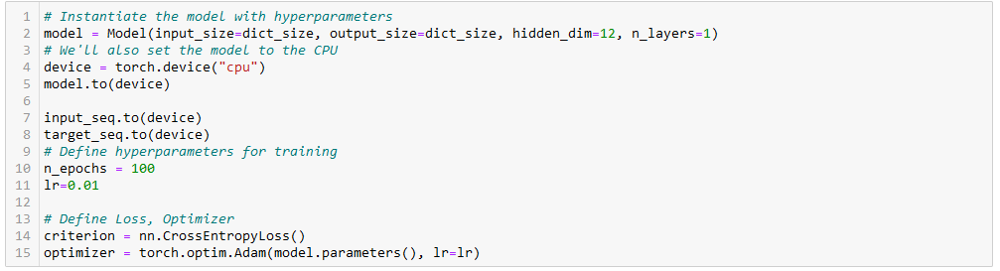 1 # Instantiate the model with hyperparameters
2 model = Model(input_size=dict_size, output_size=dict_size, hidden_dim=12, n_layers=1)
3 # We'll also set the model to the CPU
4 device = torch.device("cpu")
5 model.to(device)
6
7 input_seq.to(device)
8 target_seq.to(device)
9 # Define hyperparameters for training
10 n_epochs = 100
11 lr=0.01
12
13 # Define Loss, Optimizer
14 criterion = nn.CrossEntropyLoss()
15 optimizer = torch.optim.Adam(model.parameters(), lr=lr)